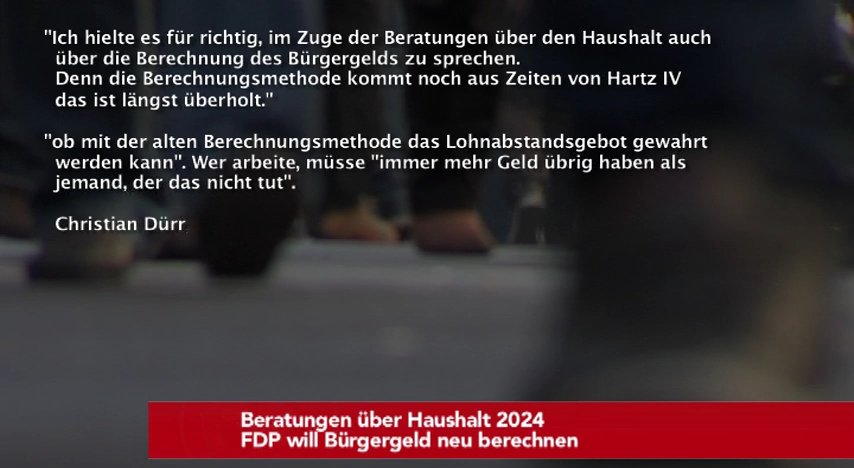 "Ich hielte es für richtig, im Zuge der Beratungen über den Haushalt auch
über die Berechnung des Bürgergelds zu sprechen.
Denn die Berechnungsmethode kommt noch aus Zeiten von Hartz IV
das ist längst überholt."
"ob mit der alten Berechnungsmethode das Lohnabstandsgebot gewahrt
werden kann". Wer arbeite, müsse "immer mehr Geld übrig haben als
jemand, der das nicht tut".
Christian Dürr
Beratungen über Haushalt 2024
FDP will Bürgergeld neu berechnen